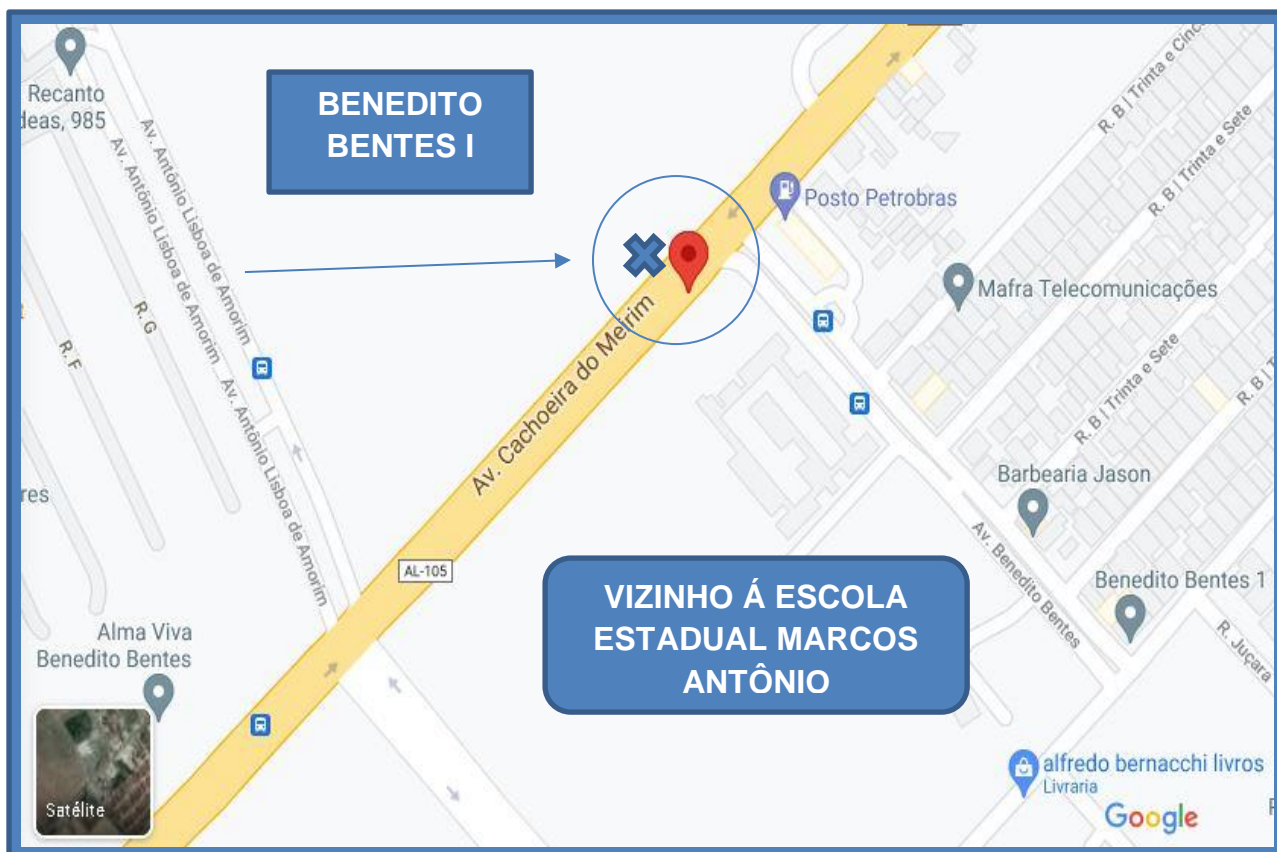 Recanto
deas, 985
Av. Antônio Lisboa de Amorim
Av. Antônio Lisboa de Amorim
BENEDITO
BENTES I
R. B | Trinta e Cinco
R. B | Trinta e Sete
Posto Petrobras
Mafra Telecomunicações
R. G
R. F
Av. Cachoeira do Meirim
Av. Antônio Lisboa de Amorim
R. B | Trinta e Sete
R. B | T
Barbearia Jason
res
AL-105
Av. Benedito Bentes
Benedito Bentes 1
R. Juçara
VIZINHO Á ESCOLA
ESTADUAL MARCOS
ANTÔNIO
Alma Viva
Benedito Bentes
alfredo bernacchi livros
Livraria
Satélite
Google